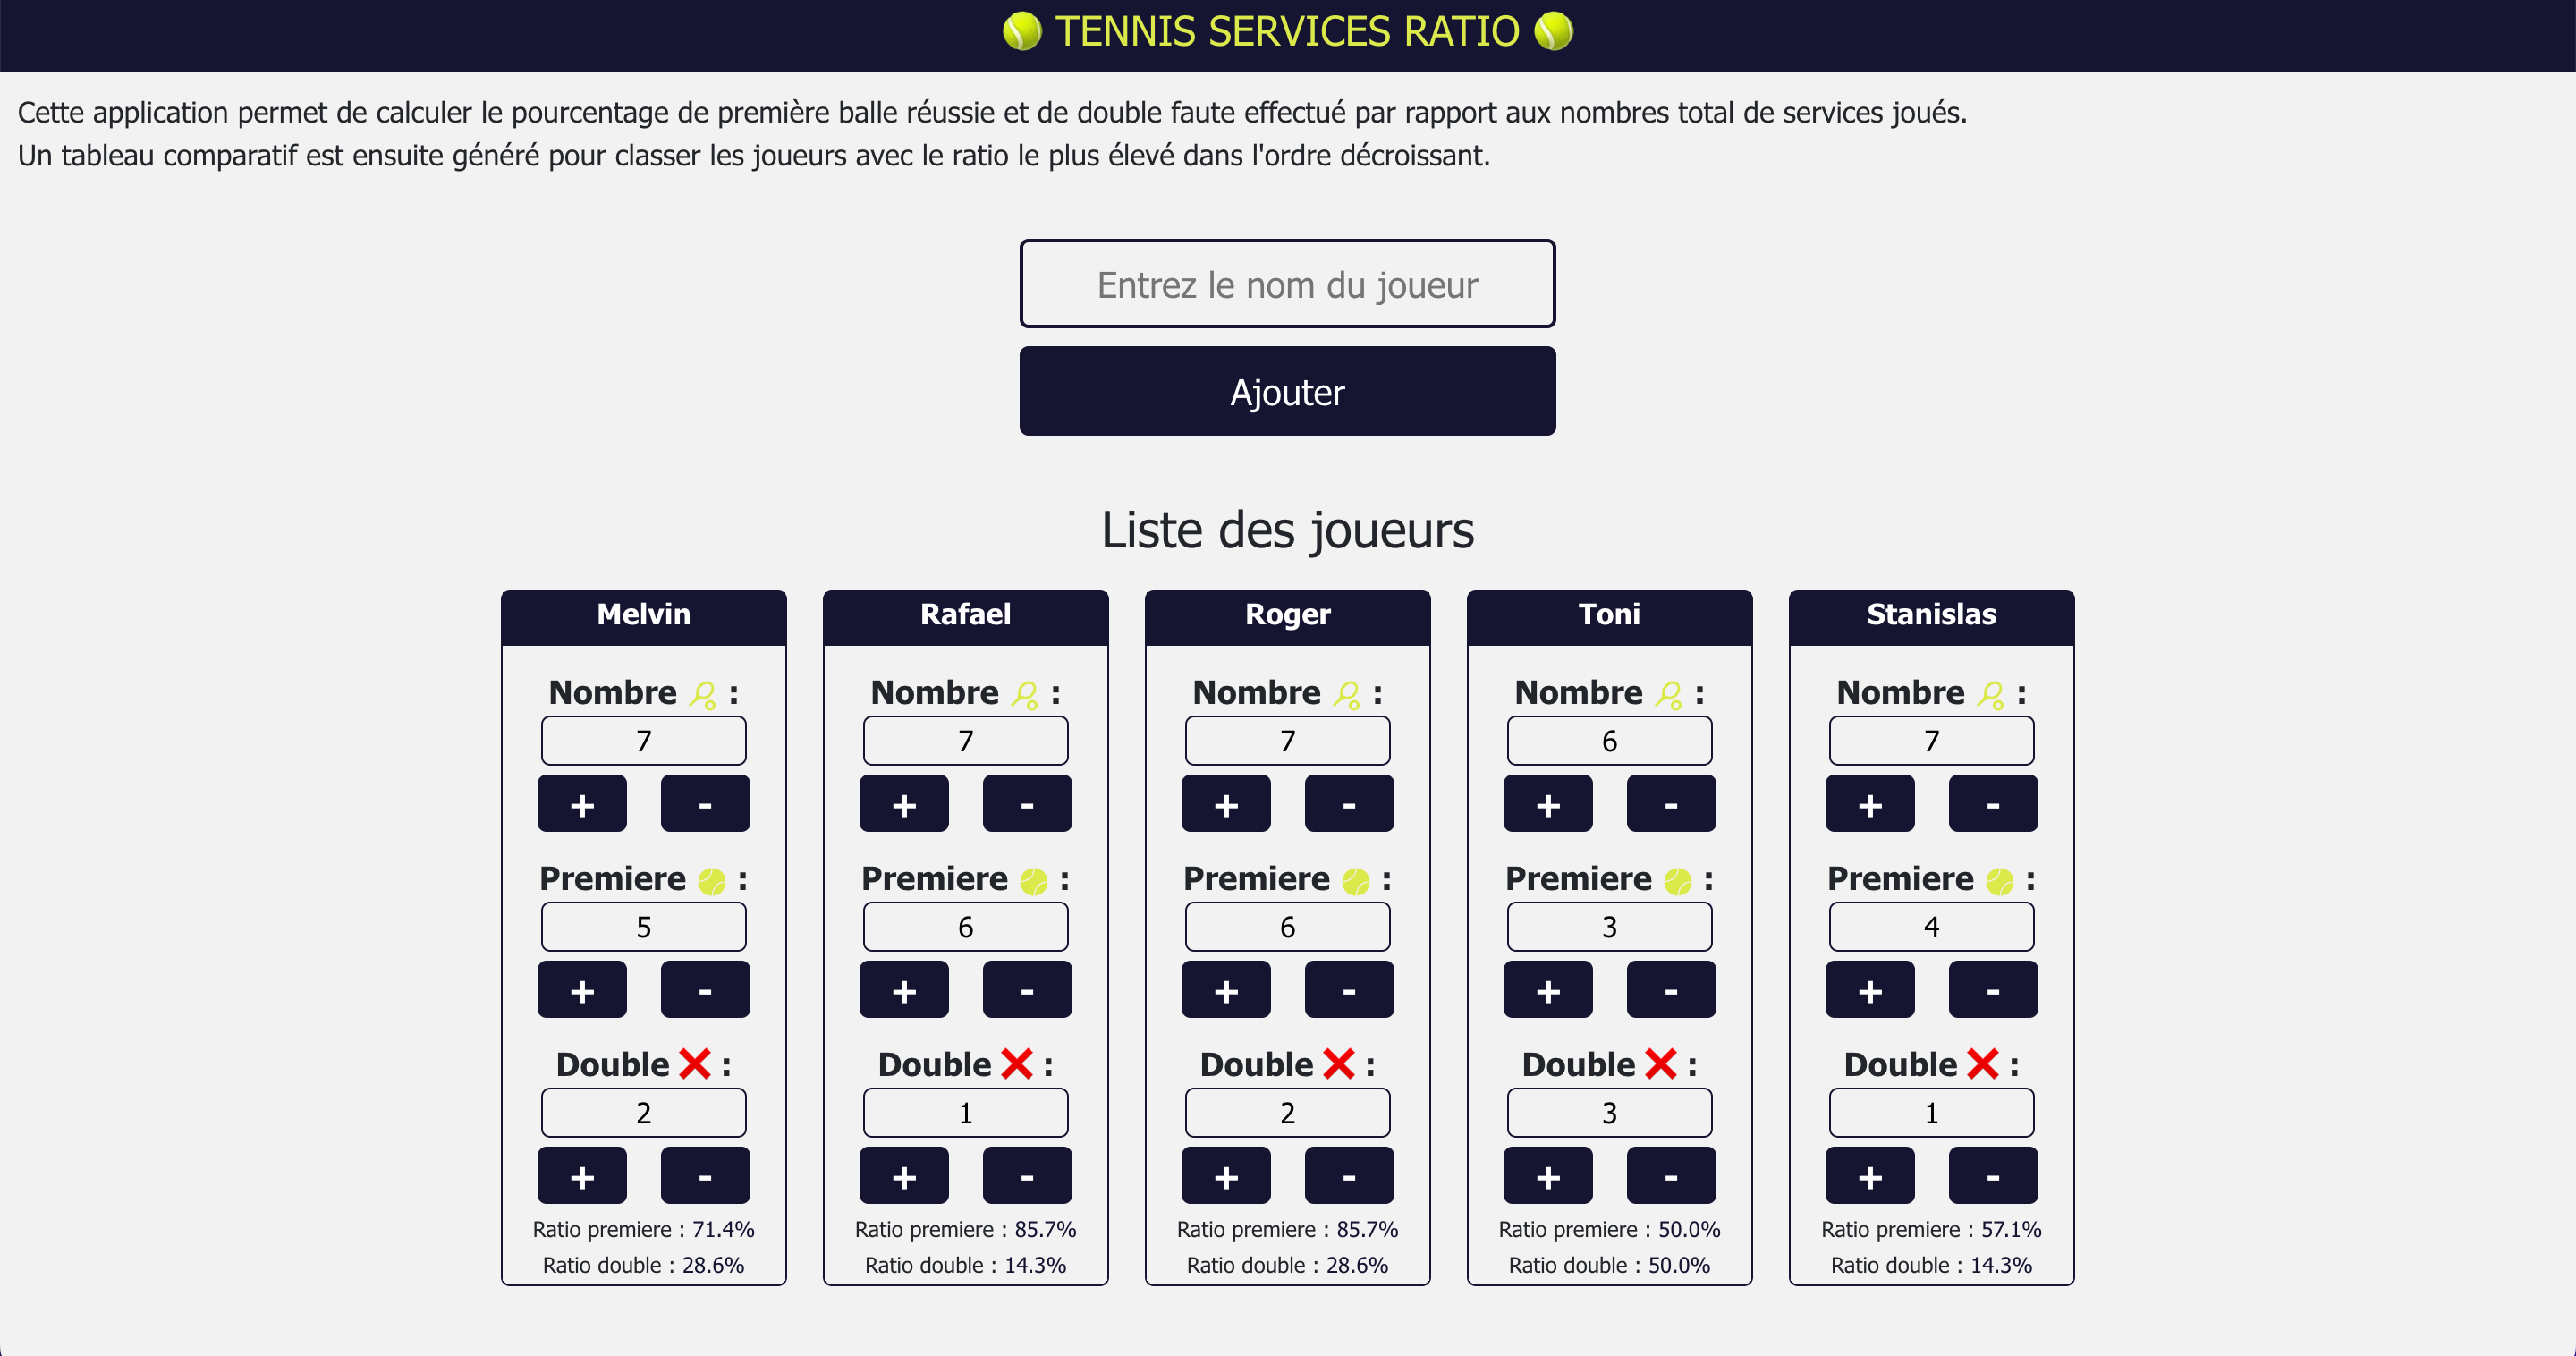 TENNIS SERVICES RATIO
Cette application permet de calculer le pourcentage de première balle réussie et de double faute effectué par rapport aux nombres total de services joués.
Un tableau comparatif est ensuite généré pour classer les joueurs avec le ratio le plus élevé dans l'ordre décroissant.
Entrez le nom du joueur
Ajouter
Liste des joueurs
Melvin
Nombre :
7
+ -
Premiere :
5
+ -
Double ❌ :
2
+ -
Ratio premiere : 71.4%
Ratio double : 28.6%
Rafael
Nombre :
7
+ -
Premiere :
6
+ -
Double ❌ :
1
+ -
Ratio premiere : 85.7%
Ratio double : 14.3%
Roger
Nombre :
7
+ -
Premiere :
6
+ -
Double ❌ :
2
+ -
Ratio premiere : 85.7%
Ratio double : 28.6%
Toni
Nombre :
6
+ -
Premiere :
3
+ -
Double ❌ :
3
+ -
Ratio premiere : 50.0%
Ratio double : 50.0%
Stanislas
Nombre :
7
+ -
Premiere :
4
+ -
Double ❌ :
1
+ -
Ratio premiere : 57.1%
Ratio double : 14.3%